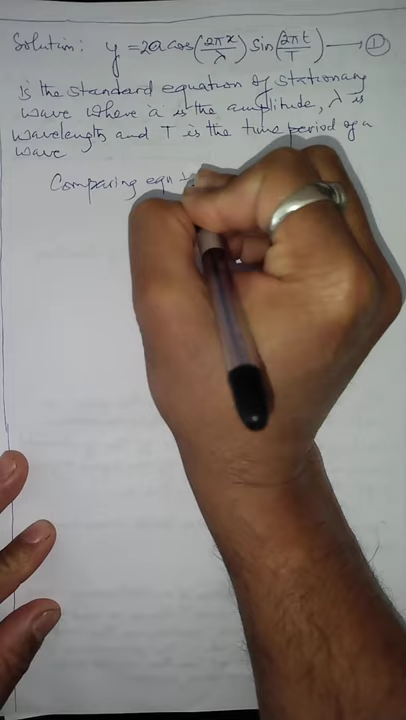 Solution: y = 2a cos(2πx/λ) sin(2πt/T) → ①
is the standard equation of stationary
wave where 'a' is the amplitude, λ is
wavelength and T is the time period of a
wave
Comparing eqn